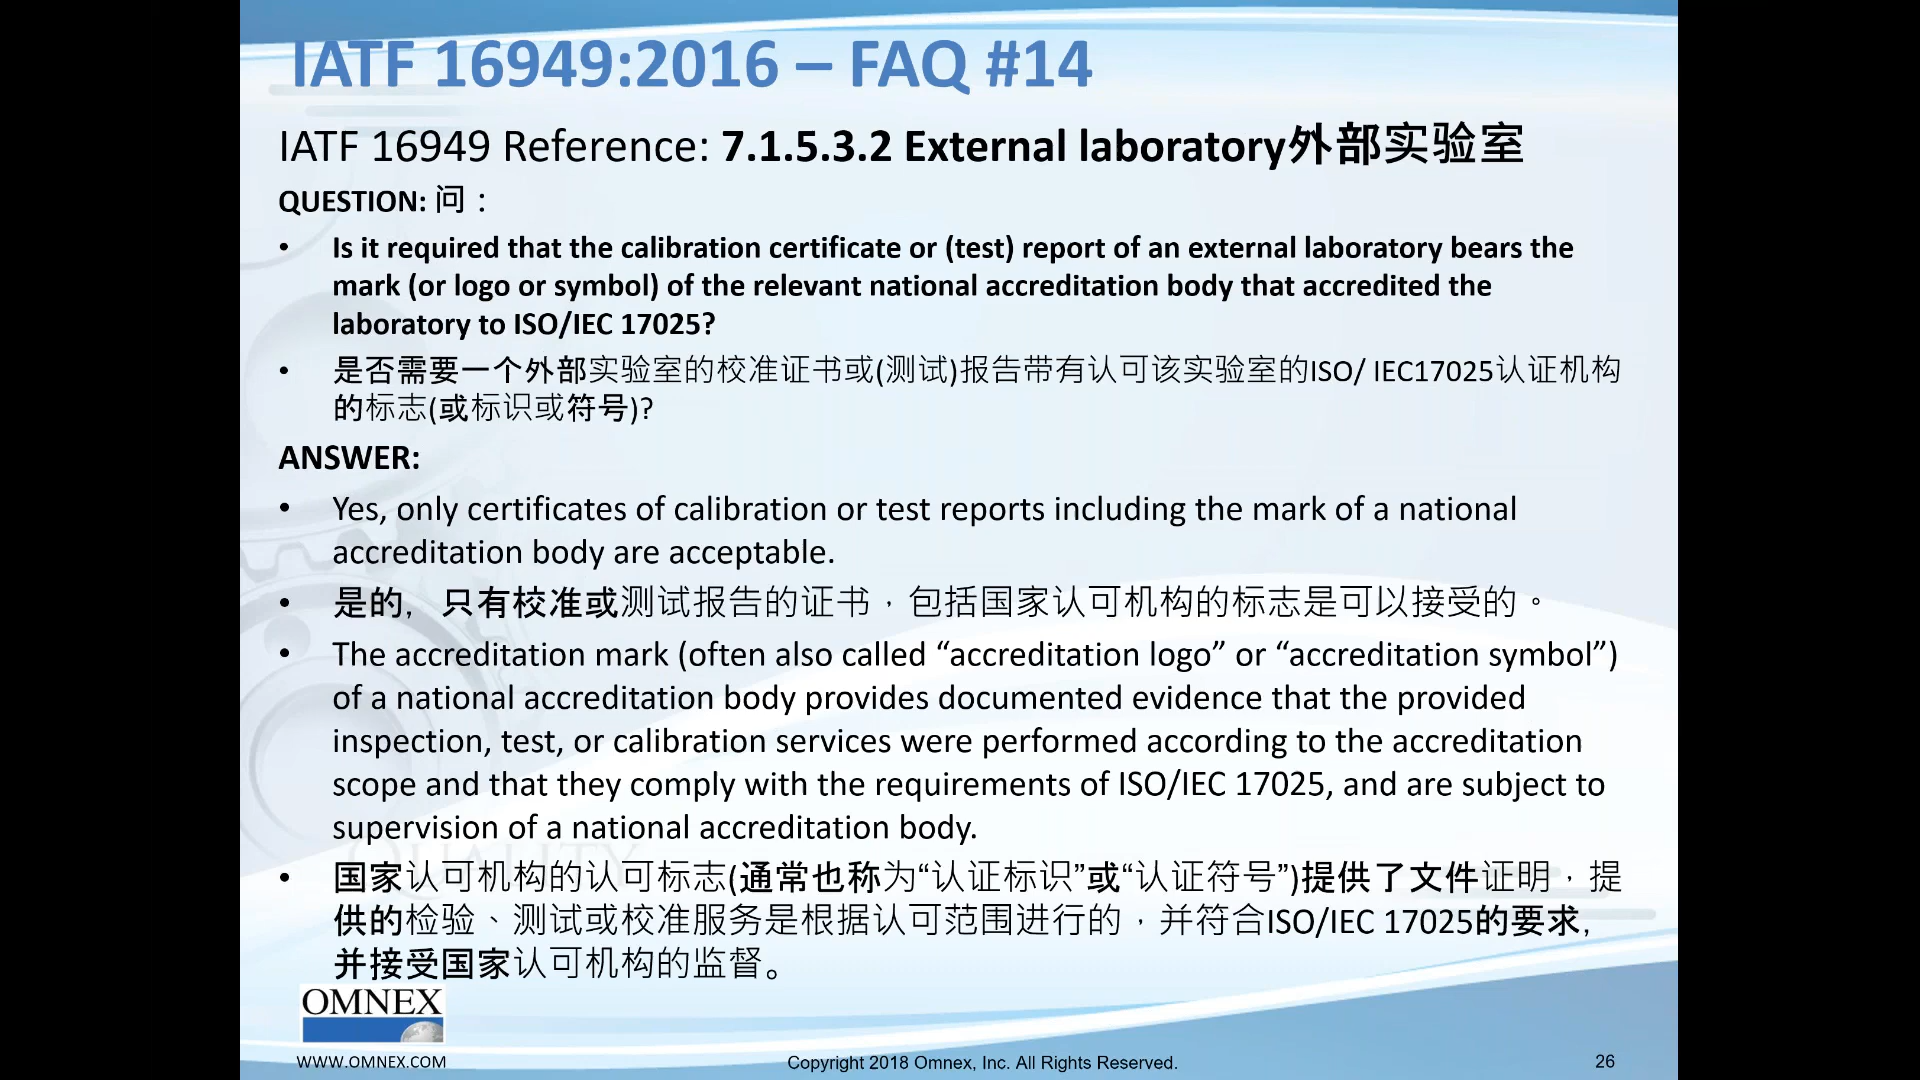 IATF 16949:2016 – FAQ #14
IATF 16949 Reference: 7.1.5.3.2 External laboratory外部实验室
QUESTION: 问：
• Is it required that the calibration certificate or (test) report of an external laboratory bears the
mark (or logo or symbol) of the relevant national accreditation body that accredited the
laboratory to ISO/IEC 17025?
• 是否需要一个外部实验室的校准证书或(测试)报告带有认可该实验室的ISO/ IEC17025认证机构
的标志(或标识或符号)?
ANSWER:
• Yes, only certificates of calibration or test reports including the mark of a national
accreditation body are acceptable.
• 是的，只有校准或测试报告的证书，包括国家认可机构的标志是可以接受的。
• The accreditation mark (often also called “accreditation logo” or “accreditation symbol”)
of a national accreditation body provides documented evidence that the provided
inspection, test, or calibration services were performed according to the accreditation
scope and that they comply with the requirements of ISO/IEC 17025, and are subject to
supervision of a national accreditation body.
• 国家认可机构的认可标志(通常也称为“认证标识”或“认证符号”)提供了文件证明，提
供的检验、测试或校准服务是根据认可范围进行的，并符合ISO/IEC 17025的要求，
并接受国家认可机构的监督。
QUALITY
OMNEX
WWW.OMNEX.COM
Copyright 2018 Omnex, Inc. All Rights Reserved.
26